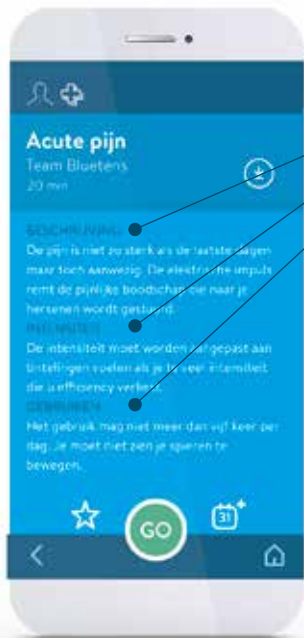 Acute pijn
Team Bluetens
20 min
BESCHRIJVING
De pijn is niet zo sterk als de laatste dagen
maar toch aanwezig. De elektrische impuls
remt de pijnlijke boodschap die naar je
hersenen wordt gestuurd.
De intensiteit moet worden aangepast aan
tintelingen voelen als je te veel intensiteit
die u efficiency verliest.
GEBRUIKEN
Het gebruik mag niet meer dan vijf keer per
dag. Je moet niet zien je spieren te
bewegen.
GO
31